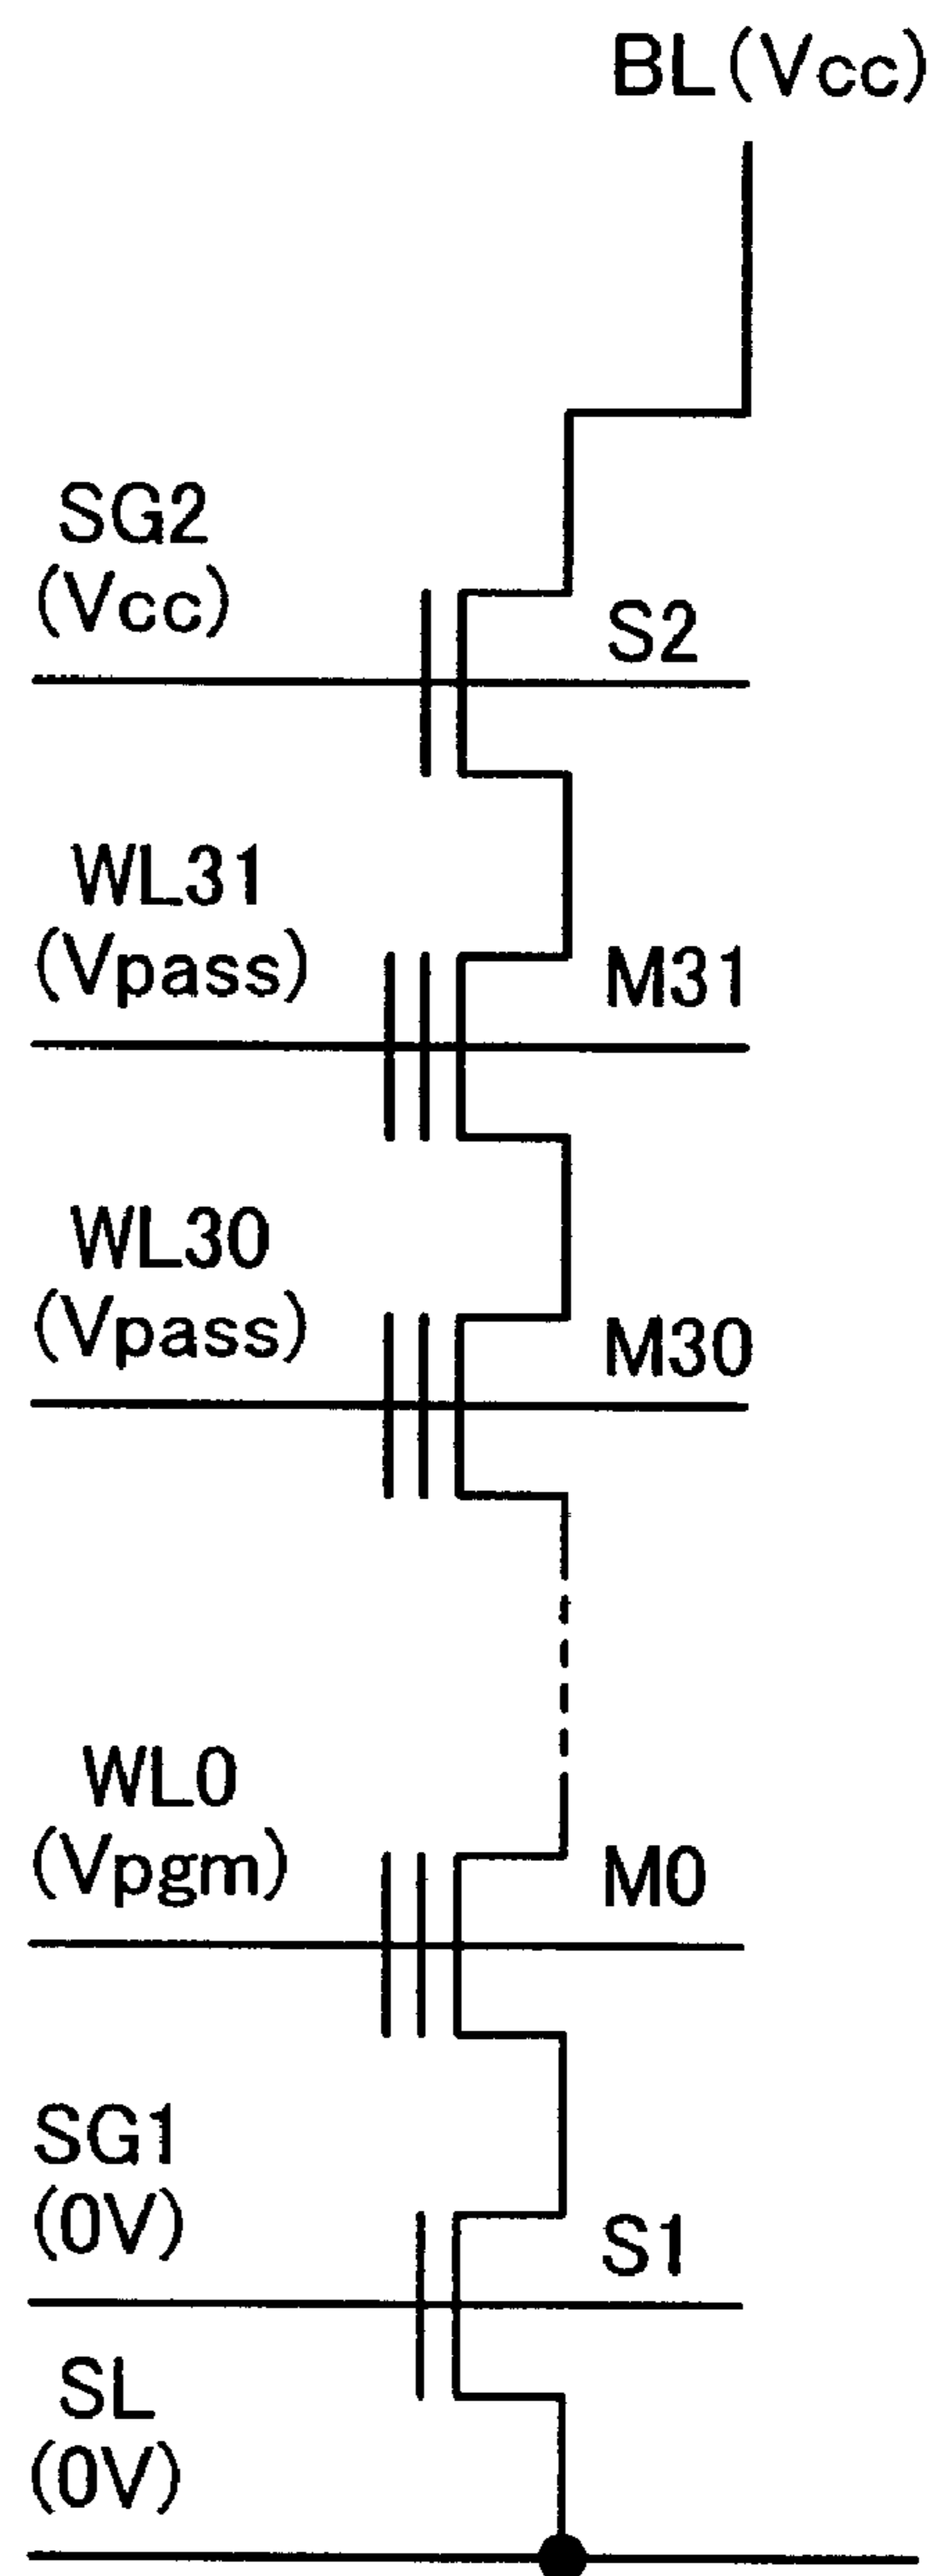 BL(Vcc)
SG2
(Vcc)
S2
WL31
(Vpass)
M31
WL30
(Vpass)
M30
WL0
(Vpgm)
M0
SG1
(0V)
S1
SL
(0V)